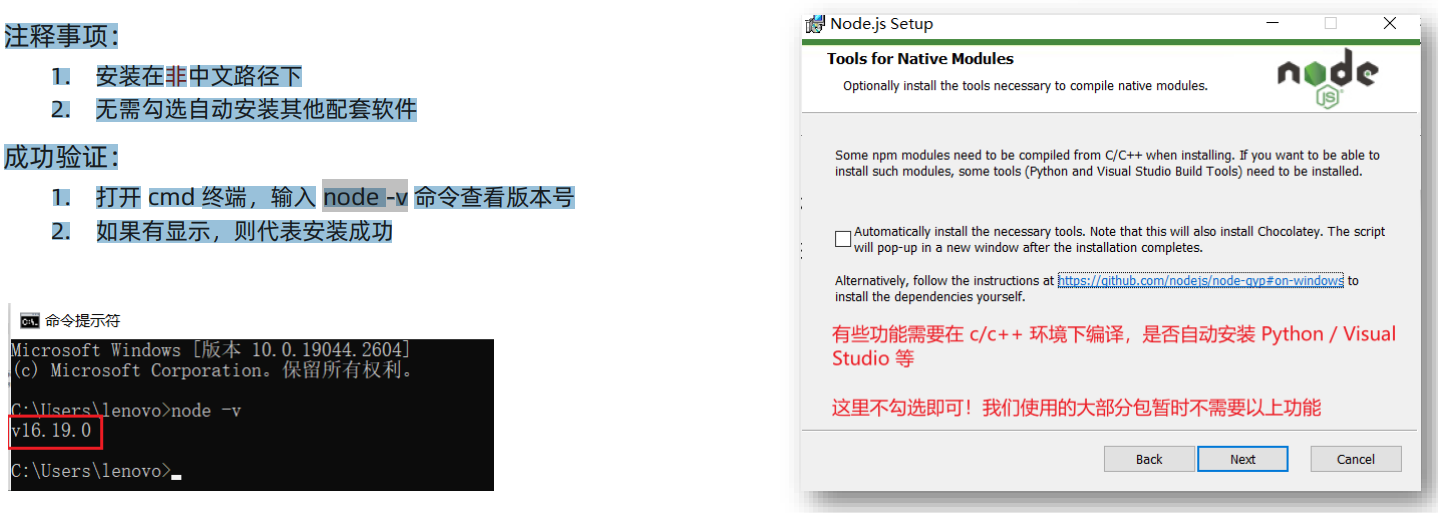 注释事项：
1. 安装在非中文路径下
2. 无需勾选自动安装其他配套软件
成功验证：
1. 打开 cmd 终端，输入 node -v 命令查看版本号
2. 如果有显示，则代表安装成功
命令提示符
Microsoft Windows [版本 10.0.19044.2604]
(c) Microsoft Corporation。保留所有权利。
C:\Users\lenovo>node -v
v16.19.0
C:\Users\lenovo>
Node.js Setup
Tools for Native Modules
Optionally install the tools necessary to compile native modules.
node
JS
Some npm modules need to be compiled from C/C++ when installing. If you want to be able to
install such modules, some tools (Python and Visual Studio Build Tools) need to be installed.
Automatically install the necessary tools. Note that this will also install Chocolatey. The script
will pop-up in a new window after the installation completes.
Alternatively, follow the instructions at https://github.com/nodejs/node-gyp#on-windows to
install the dependencies yourself.
有些功能需要在 c/c++ 环境下编译，是否自动安装 Python / Visual
Studio 等
这里不勾选即可！我们使用的大部分包暂时不需要以上功能
Back Next Cancel